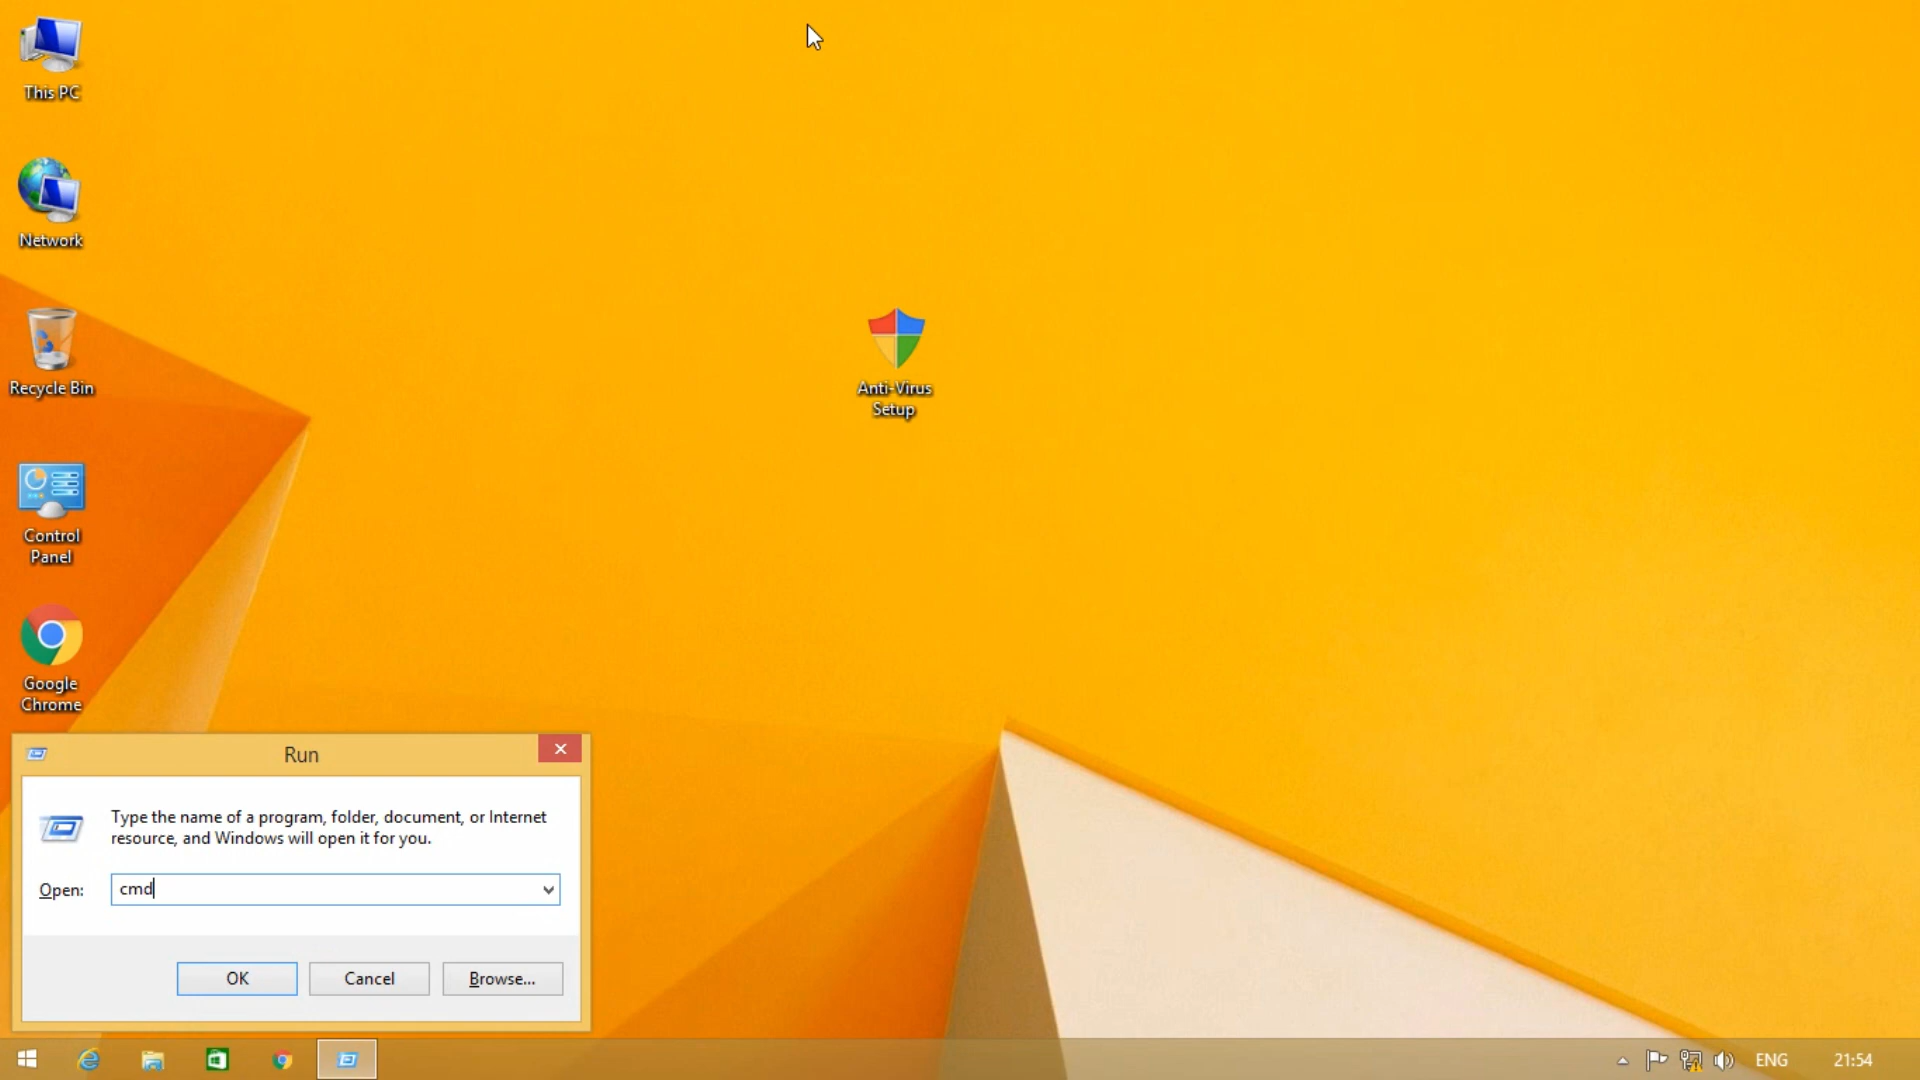 This PC
Network
Recycle Bin
Control
Panel
Google
Chrome
Anti-Virus
Setup
Run
Type the name of a program, folder, document, or Internet
resource, and Windows will open it for you.
Open:
cmd
OK
Cancel
Browse...
ENG
21:54